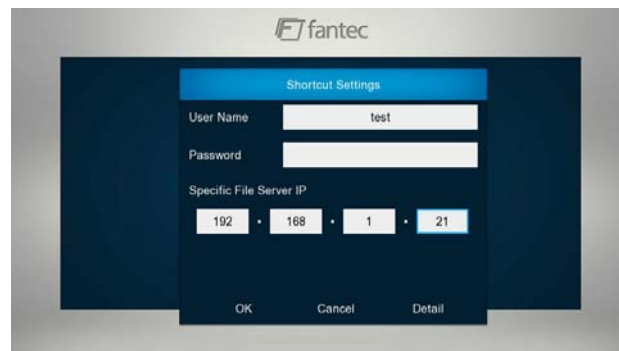 fantec
Shortcut Settings
User Name test
Password
Specific File Server IP
192 • 168 • 1 • 21
OK Cancel Detail